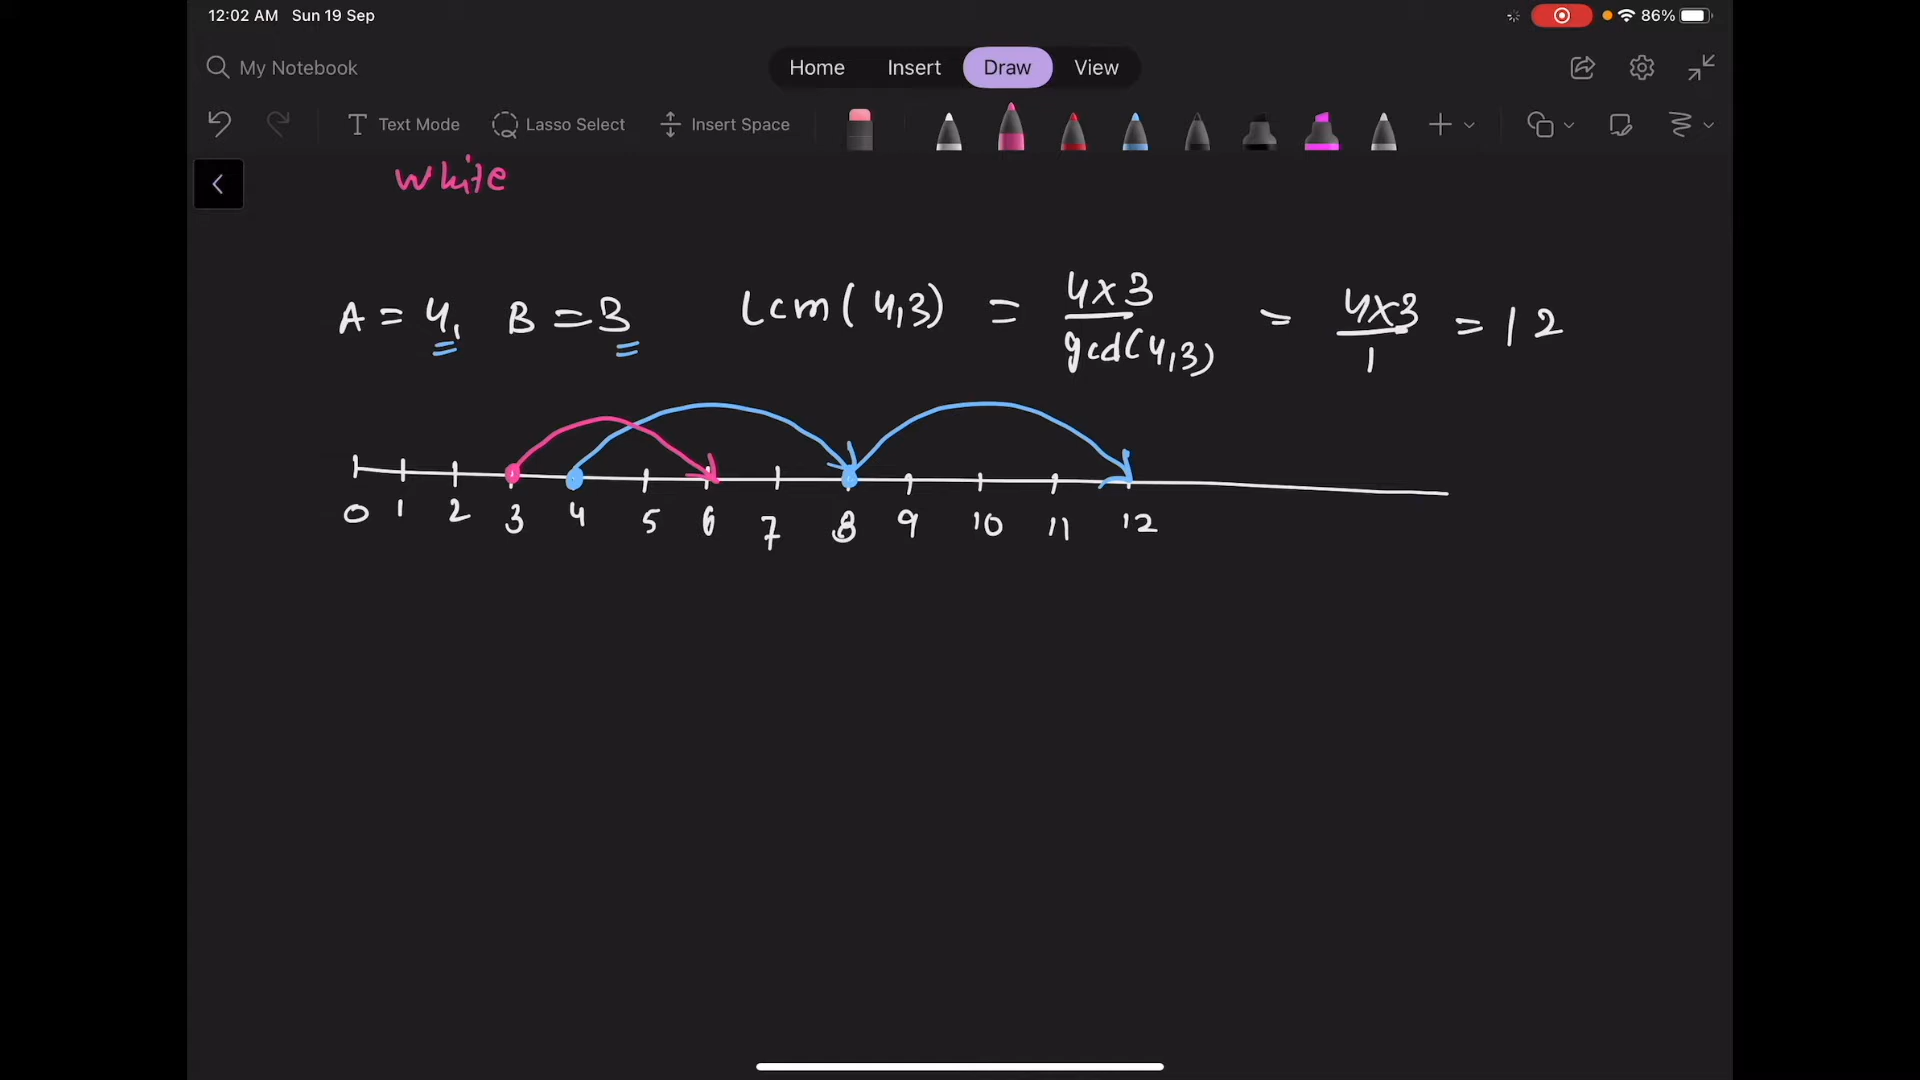 12:02 AM Sun 19 Sep 86%
My Notebook Home Insert Draw View
Text Mode Lasso Select Insert Space
white
A = 4, B = 3 Lcm(4,3) = 4x3 / gcd(4,3) = 4x3 / 1 = 12
0 1 2 3 4 5 6 7 8 9 10 11 12